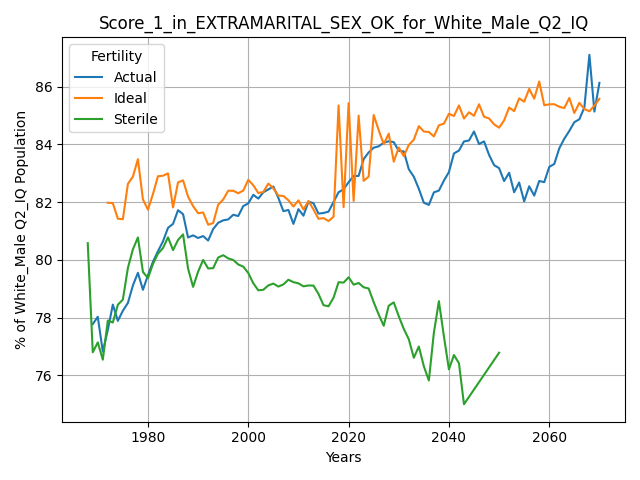 Score_1_in_EXTRAMARITAL_SEX_OK_for_White_Male_Q2_IQ
Fertility
Actual
Ideal
Sterile
% of White_Male Q2_IQ Population
86
84
82
80
78
76
1980
2000
2020
2040
2060
Years